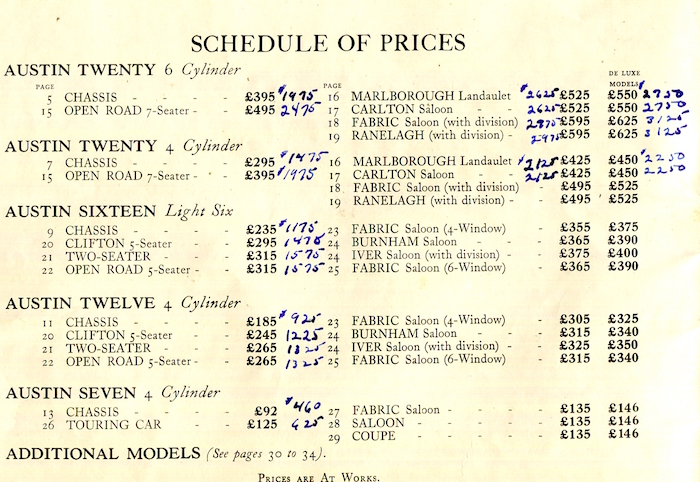 SCHEDULE OF PRICES
DE LUXE
MODELS
AUSTIN TWENTY 6 Cylinder
PAGE PAGE
5 CHASSIS - - - - £395 $1975 16 MARLBOROUGH Landaulet $2625 £525 £550 $2750
15 OPEN ROAD 7-Seater - - £495 2475 17 CARLTON Saloon - - 2625 £525 £550 2750
18 FABRIC Saloon (with division) - 2975 £595 £625 3125
19 RANELAGH (with division) - - 2975 £595 £625 3125
AUSTIN TWENTY 4 Cylinder
7 CHASSIS - - - - £295 $1475 16 MARLBOROUGH Landaulet $2125 £425 £450 $2250
15 OPEN ROAD 7-Seater - - £395 1975 17 CARLTON Saloon - - 2125 £425 £450 2250
18 FABRIC Saloon (with division) - £495 £525
19 RANELAGH (with division) - - £495 £525
AUSTIN SIXTEEN Light Six
9 CHASSIS - - - - £235 $1175 23 FABRIC Saloon (4-Window) - £355 £375
20 CLIFTON 5-Seater - - £295 1475 24 BURNHAM Saloon - - - £365 £390
21 TWO-SEATER - - - £315 1575 24 IVER Saloon (with division) - - £375 £400
22 OPEN ROAD 5-Seater - - £315 1575 25 FABRIC Saloon (6-Window) - £365 £390
AUSTIN TWELVE 4 Cylinder
11 CHASSIS - - - - £185 $925 23 FABRIC Saloon (4-Window) - £305 £325
20 CLIFTON 5-Seater - - £245 1225 24 BURNHAM Saloon - - - £315 £340
21 TWO-SEATER - - - £265 1325 24 IVER Saloon (with division) - - £325 £350
22 OPEN ROAD 5-Seater - - £265 1325 25 FABRIC Saloon (6-Window) - £315 £340
AUSTIN SEVEN 4 Cylinder
13 CHASSIS - - - - £92 $460 27 FABRIC Saloon - - - - £135 £146
26 TOURING CAR - - - £125 625 28 SALOON - - - - - £135 £146
29 COUPE - - - - - £135 £146
ADDITIONAL MODELS (See pages 30 to 34).
PRICES ARE AT WORKS.